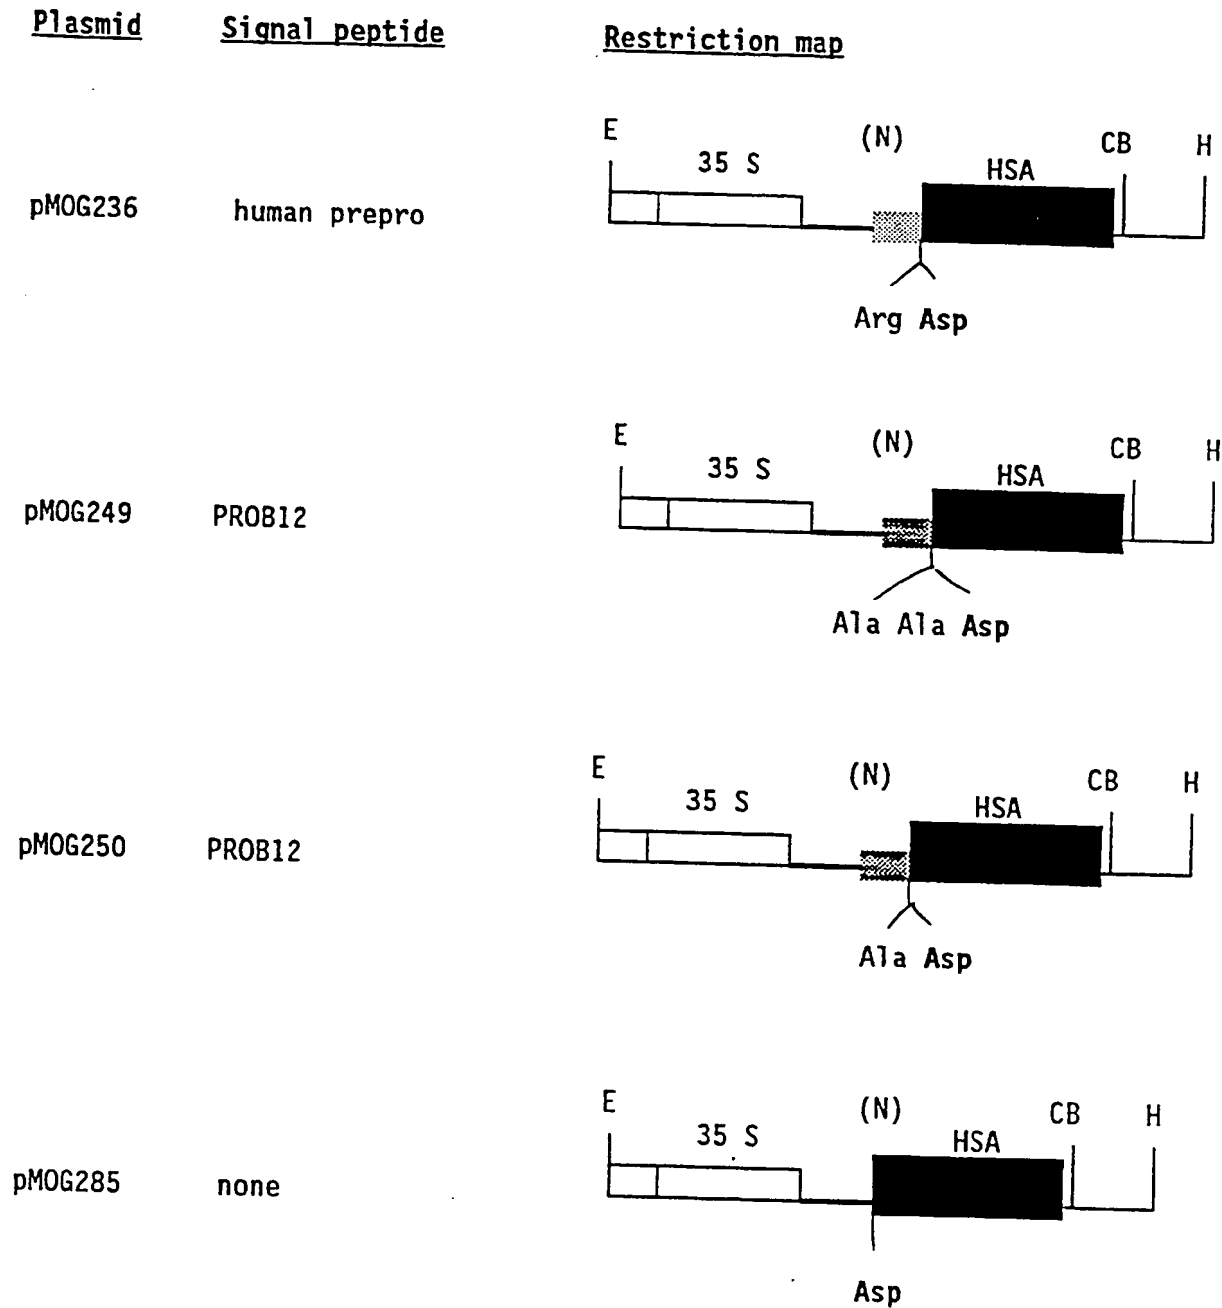 Plasmid Signal peptide Restriction map
E (N) CB H
35 S HSA
pMOG236 human prepro
Arg Asp
E (N) CB H
35 S HSA
pMOG249 PROB12
Ala Ala Asp
E (N) CB H
35 S HSA
pMOG250 PROB12
Ala Asp
E (N) CB H
35 S HSA
pMOG285 none
Asp